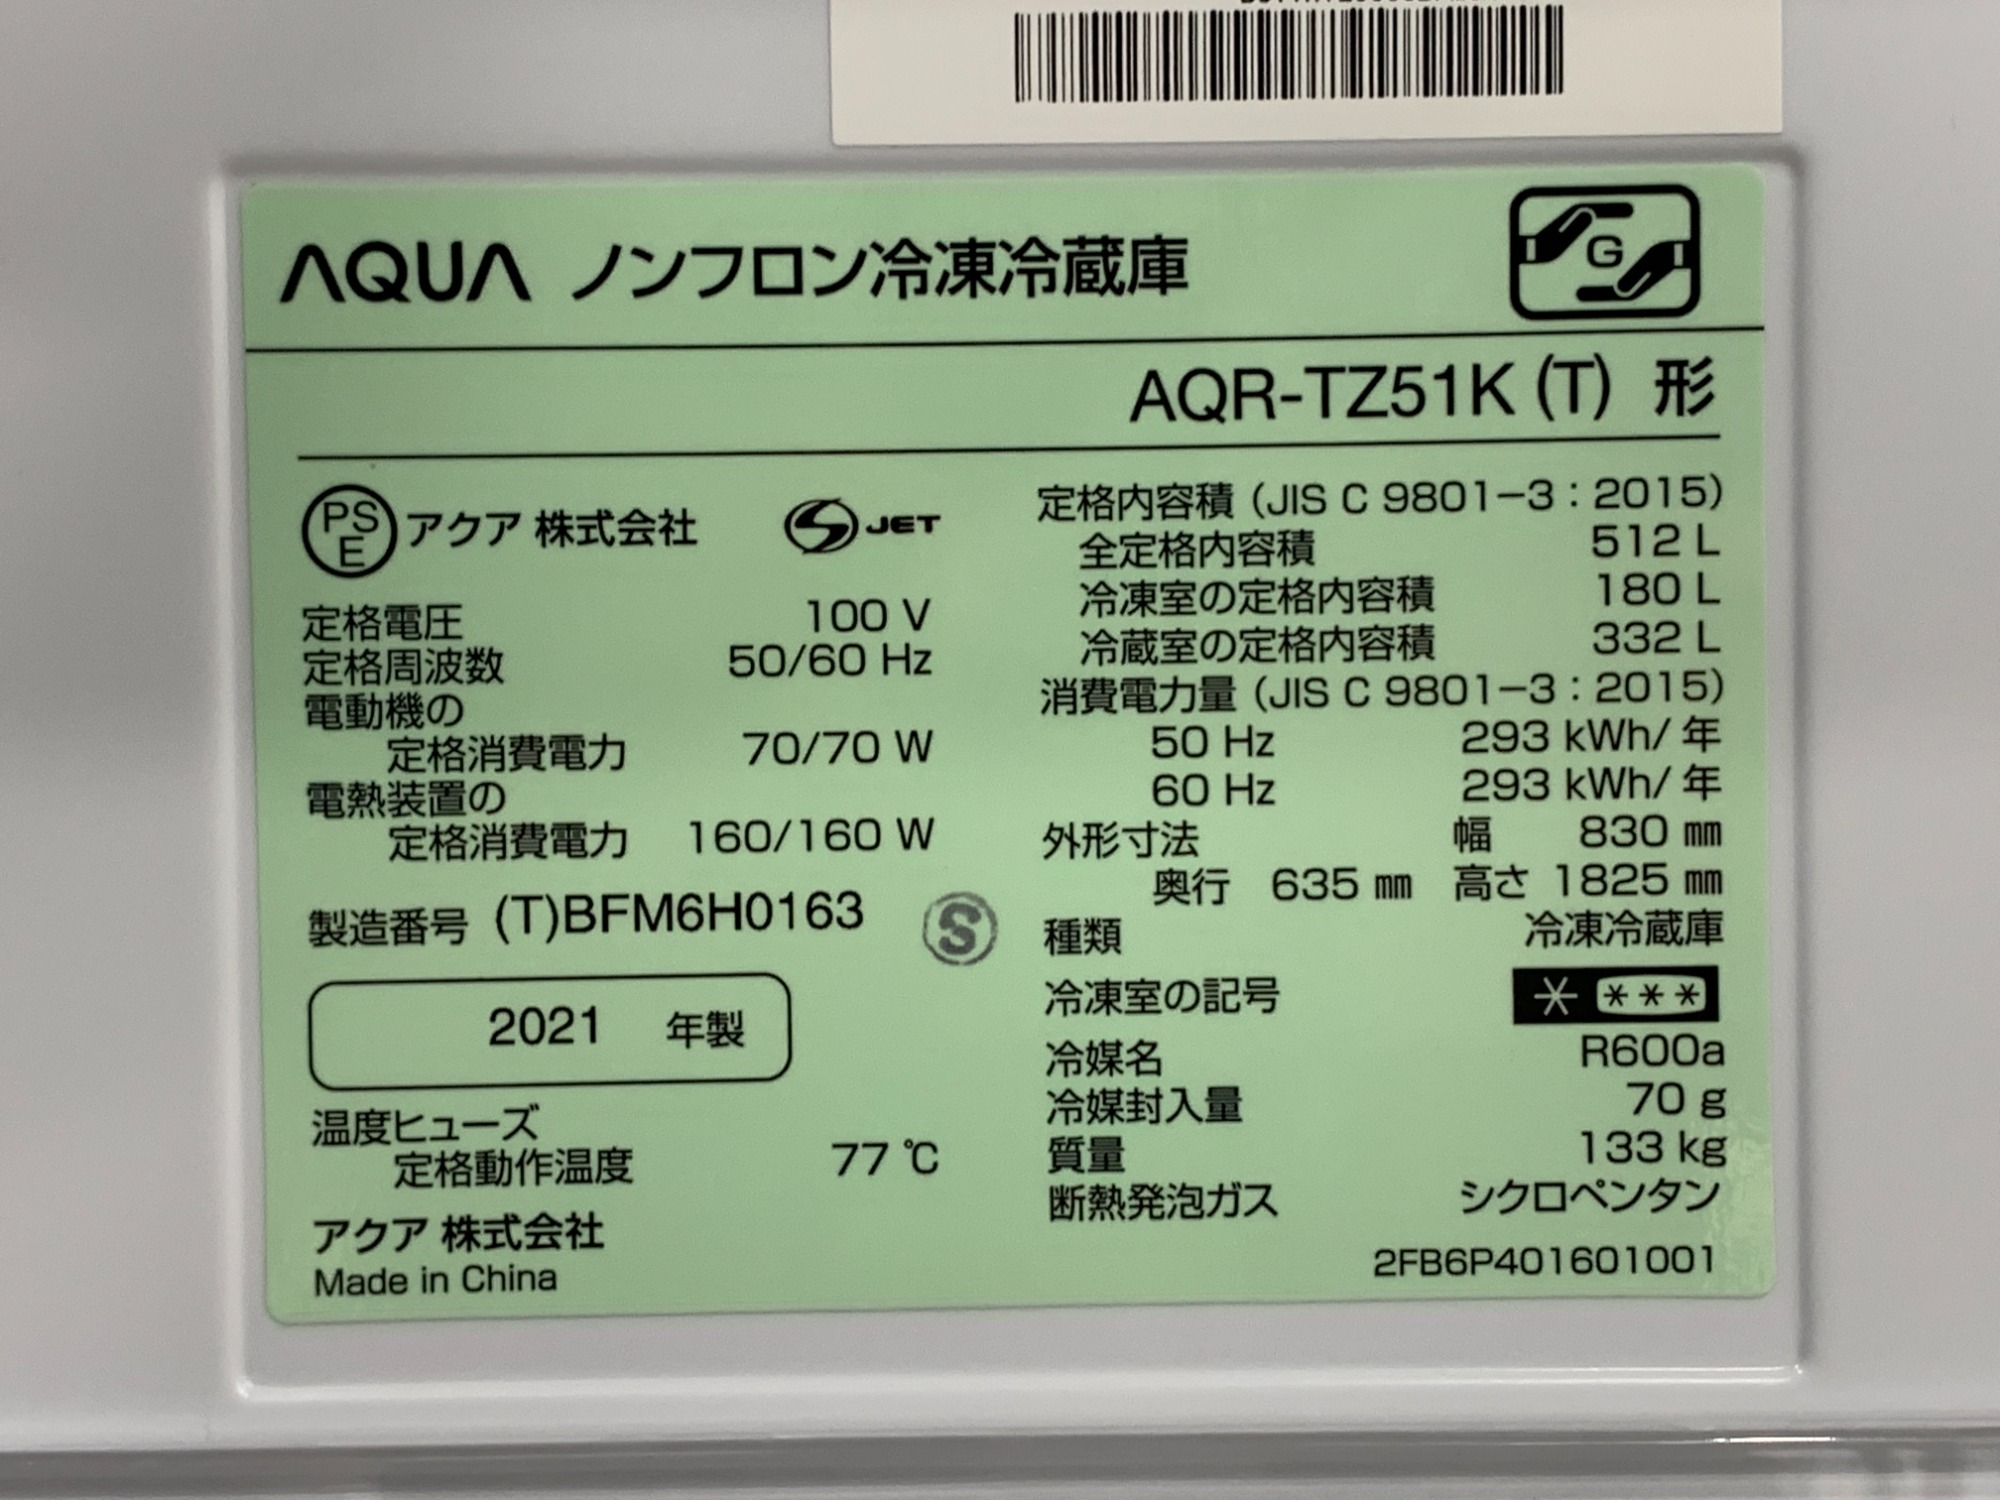 AQUA ノンフロン冷凍冷蔵庫
G
AQR-TZ51K (T) 形
PS
E
アクア 株式会社
S JET
定格電圧 100 V
定格周波数 50/60 Hz
電動機の
定格消費電力 70/70 W
電熱装置の
定格消費電力 160/160 W
製造番号 (T)BFM6H0163
S
2021 年製
温度ヒューズ
定格動作温度 77 ℃
アクア 株式会社
Made in China
定格内容積 (JIS C 9801-3 : 2015)
全定格内容積 512 L
冷凍室の定格内容積 180 L
冷蔵室の定格内容積 332 L
消費電力量 (JIS C 9801-3 : 2015)
50 Hz 293 kWh/ 年
60 Hz 293 kWh/ 年
外形寸法 幅 830 ㎜
奥行 635 ㎜ 高さ 1825 ㎜
種類 冷凍冷蔵庫
冷凍室の記号 * ***
冷媒名 R600a
冷媒封入量 70 g
質量 133 kg
断熱発泡ガス シクロペンタン
2FB6P401601001